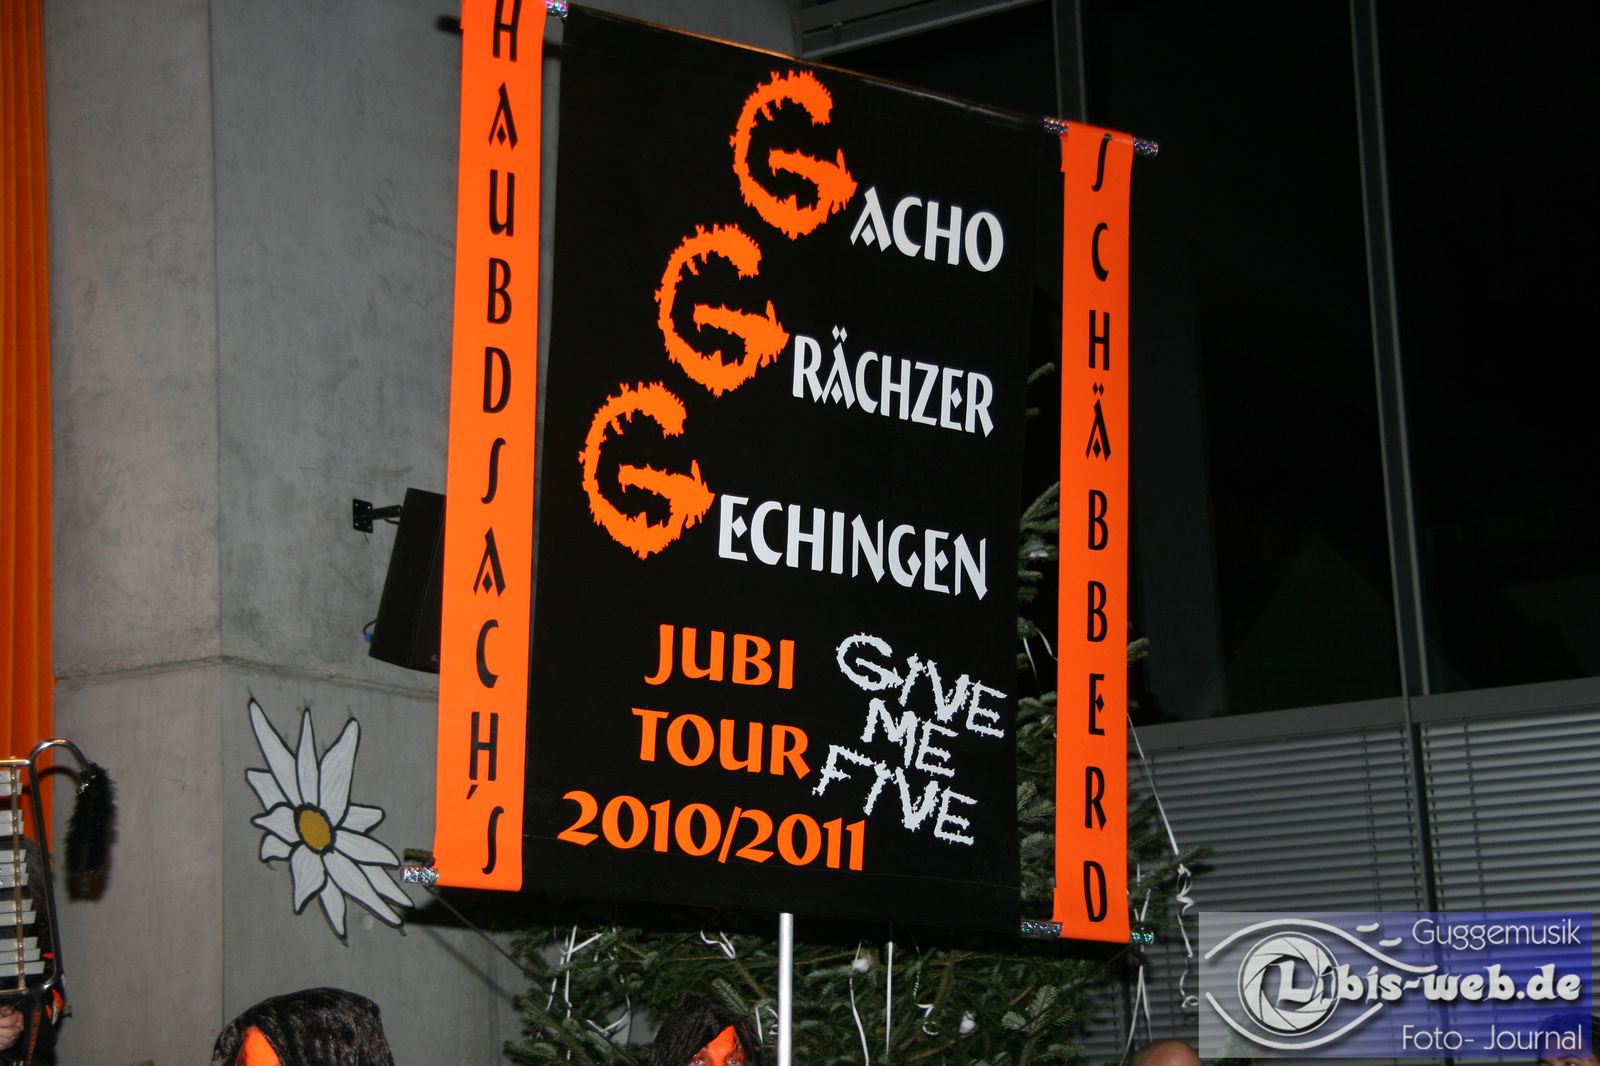 HAUBDSACH'S
GACHO
GRÄCHZER
GECHINGEN
JUBI
TOUR
2010/2011
GIVE
ME
FIVE
SCHÄBBERD
Guggemusik
Libis-web.de
Foto- Journal